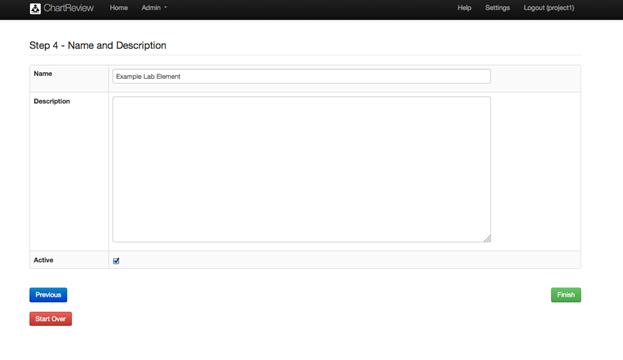 ChartReview Home Admin Help Settings Logout (project1)
Step 4 - Name and Description
Name Example Lab Element
Description
Active
Previous Finish
Start Over